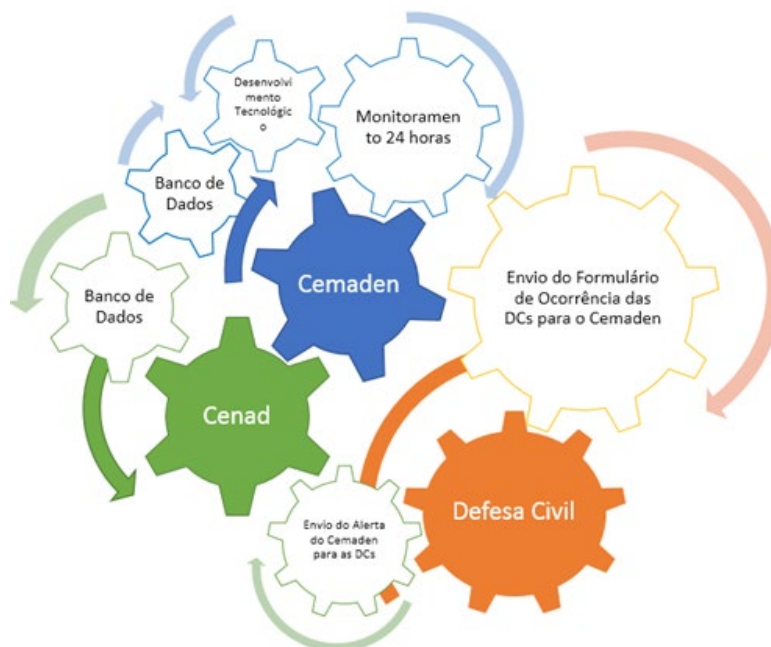 Desenvolvi
mento
Tecnológic
o
Monitoramen
to 24 horas
Banco de
Dados
Banco de
Dados
Cemaden
Envio do Formulário
de Ocorrência das
DCs para o Cemaden
Cenad
Envio do Alerta
do Cemaden
para as DCs
Defesa Civil